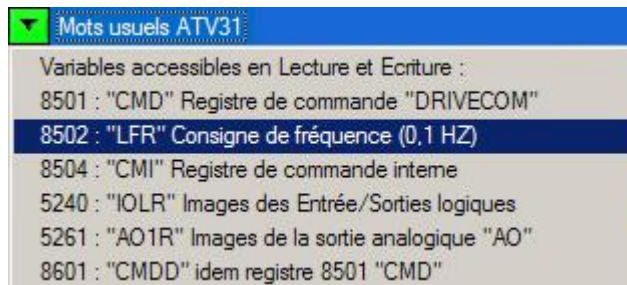 Mots usuels ATV31
Variables accessibles en Lecture et Ecriture :
8501 : "CMD" Registre de commande "DRIVECOM"
8502 : "LFR" Consigne de fréquence (0,1 HZ)
8504 : "CMI" Registre de commande interne
5240 : "IOLR" Images des Entrée/Sorties logiques
5261 : "AO1R" Images de la sortie analogique "AO"
8601 : "CMDD" idem registre 8501 "CMD"